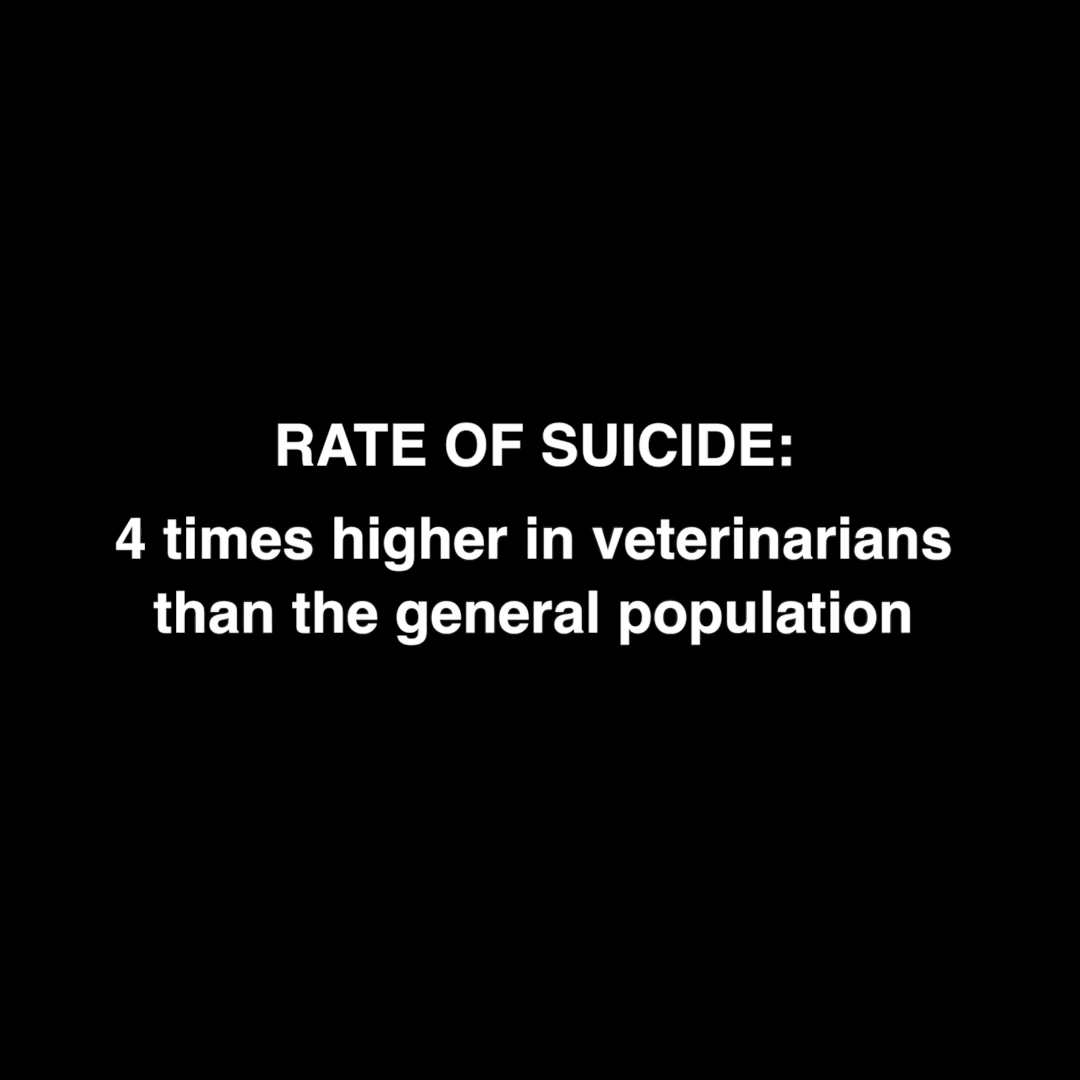 RATE OF SUICIDE:
4 times higher in veterinarians
than the general population